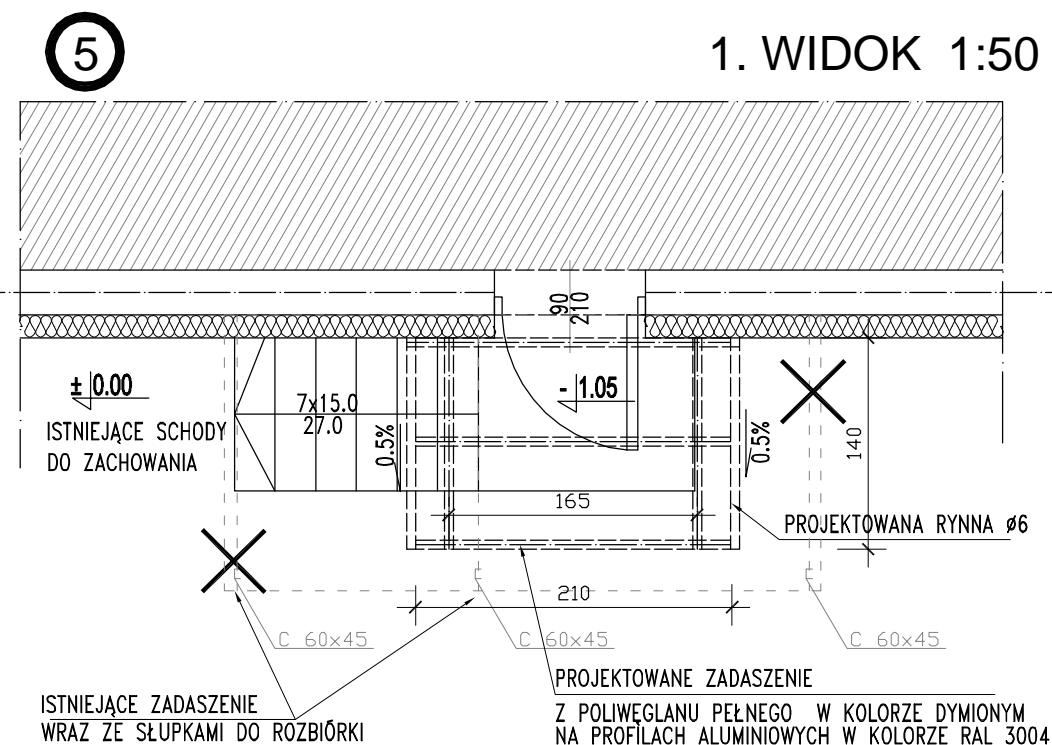 5
1. WIDOK 1:50
90
210
± 0.00
7x15.0
27.0
- 1.05
ISTNIEJĄCE SCHODY
DO ZACHOWANIA
0.5%
0.5%
140
165
PROJEKTOWANA RYNNA ø6
210
C 60x45
C 60x45
C 60x45
ISTNIEJĄCE ZADASZENIE
WRAZ ZE SŁUPKAMI DO ROZBIÓRKI
PROJEKTOWANE ZADASZENIE
Z POLIWĘGLANU PEŁNEGO W KOLORZE DYMIONYM
NA PROFILACH ALUMINIOWYCH W KOLORZE RAL 3004